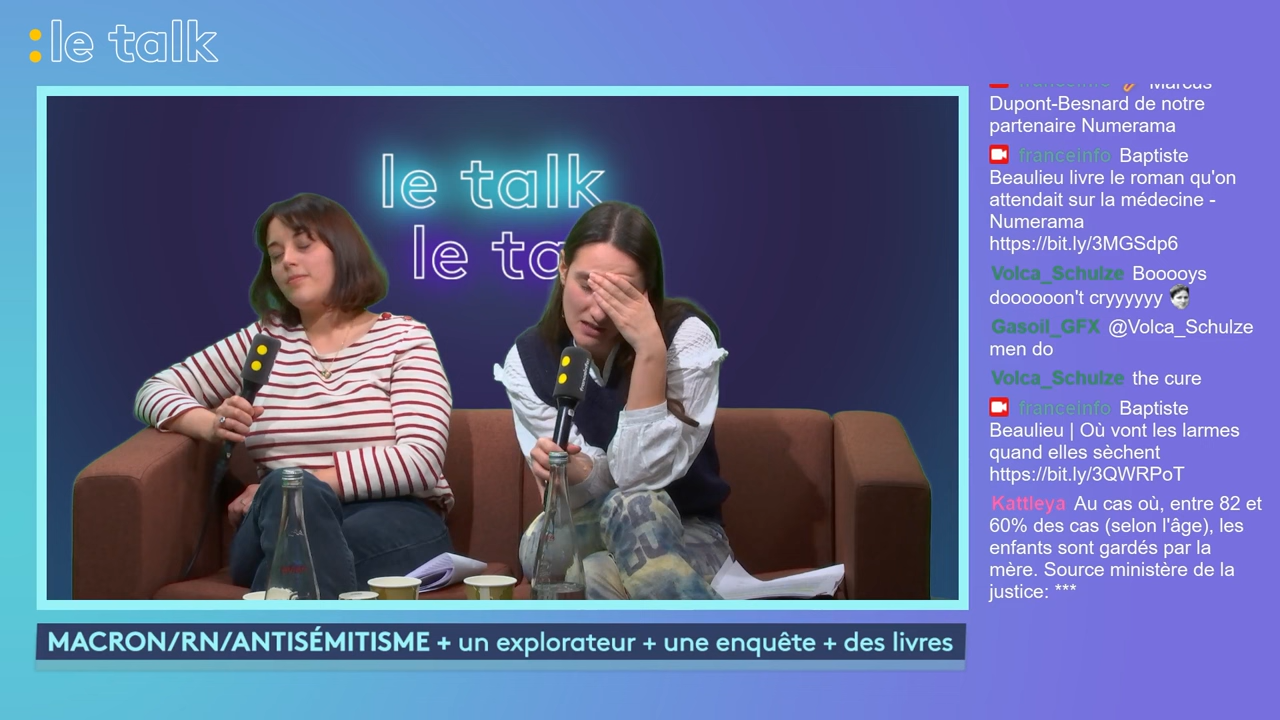 :le talk
le talk
le ta
Marcus
Dupont-Besnard de notre
partenaire Numerama
franceinfo Baptiste
Beaulieu livre le roman qu'on
attendait sur la médecine -
Numerama
https://bit.ly/3MGSdp6
Volca_Schulze Booooys
doooooon't cryyyyyy
Gasoil_GFX @Volca_Schulze
men do
Volca_Schulze the cure
franceinfo Baptiste
Beaulieu | Où vont les larmes
quand elles sèchent
https://bit.ly/3QWRPoT
Kattleya Au cas où, entre 82 et
60% des cas (selon l'âge), les
enfants sont gardés par la
mère. Source ministère de la
justice: ***
MACRON/RN/ANTISÉMITISME + un explorateur + une enquête + des livres